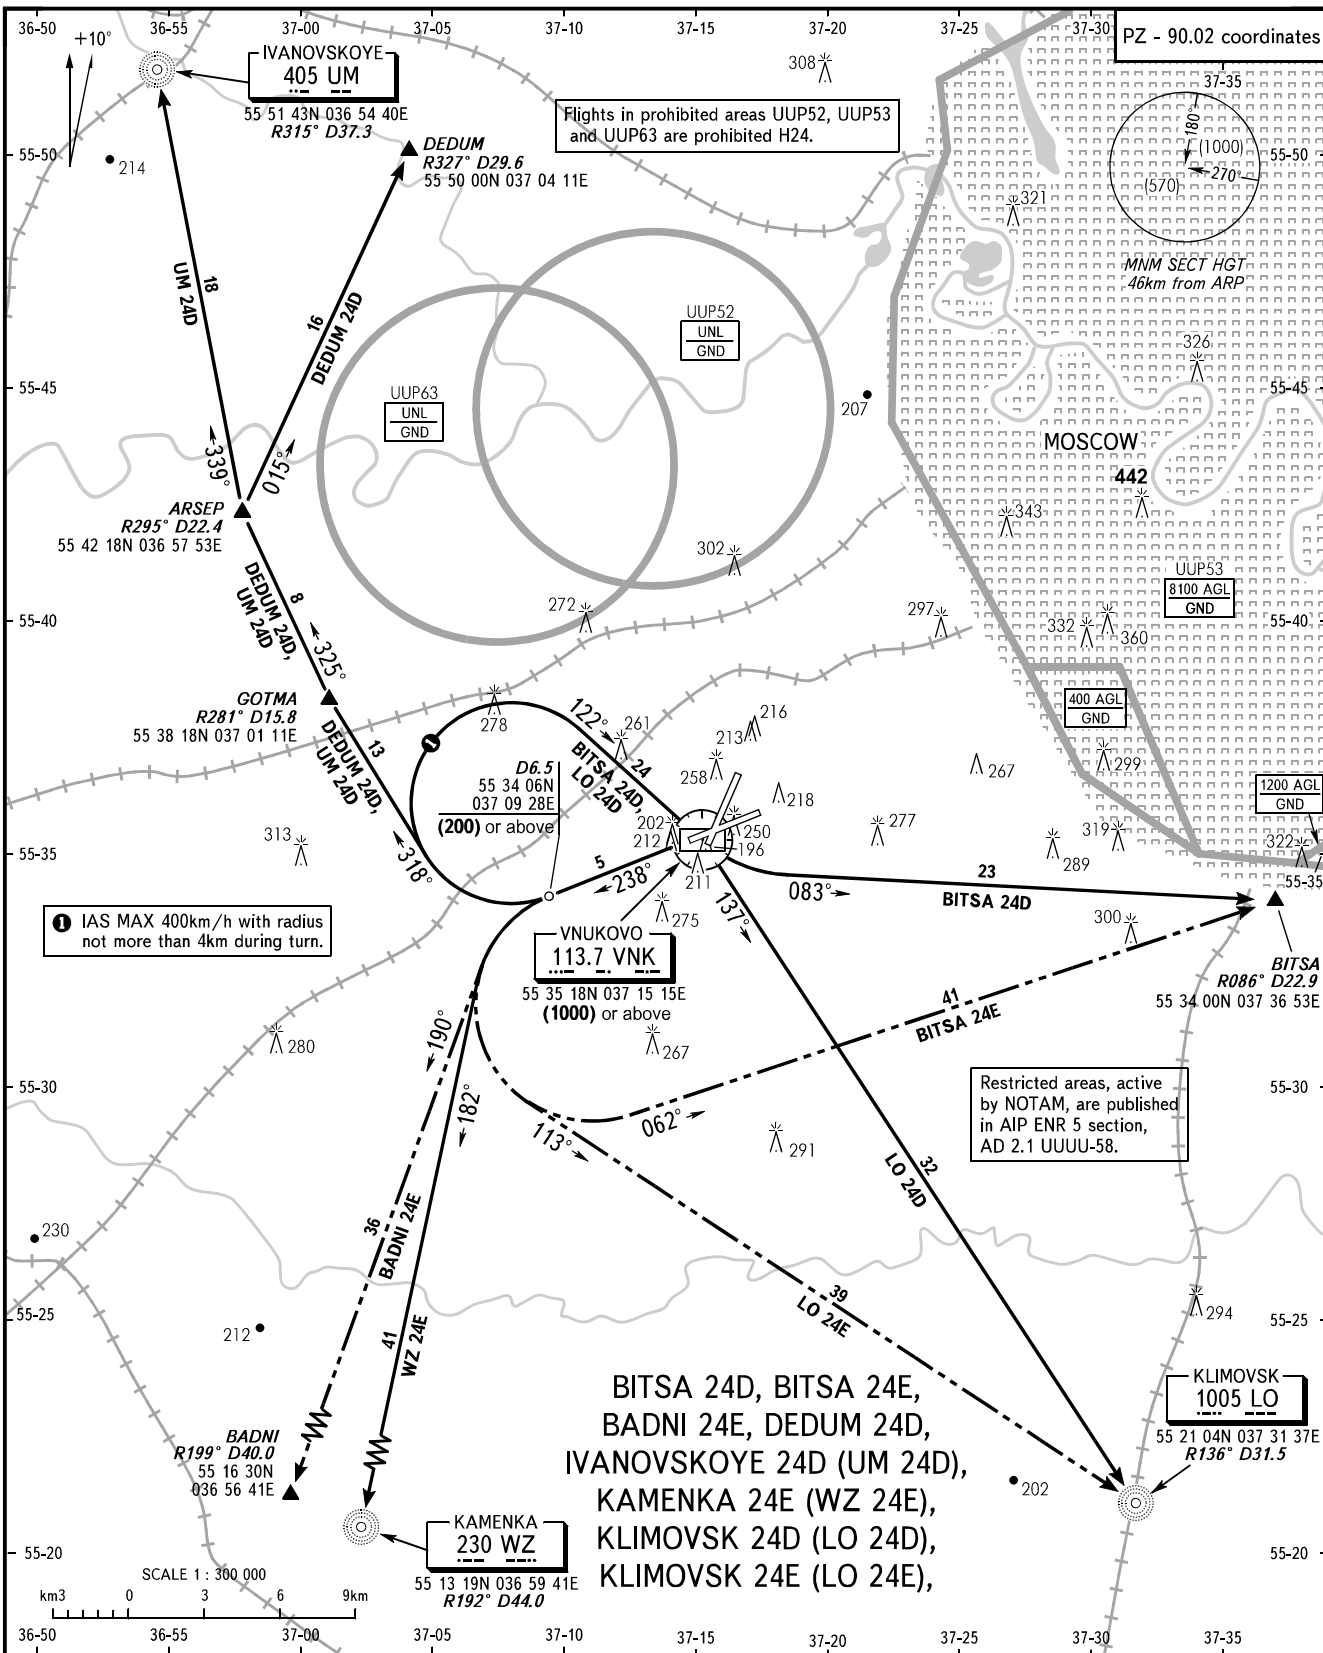 36-50
36-55
37-00
37-05
37-10
37-15
37-20
37-25
37-30
PZ - 90.02 coordinates
37-35
+10°
IVANOVSKOYE
405 UM
55 51 43N 036 54 40E
R315° D37.3
308
Flights in prohibited areas UUP52, UUP53
and UUP63 are prohibited H24.
180°
(1000)
270°
(570)
MNM SECT HGT
46km from ARP
55-50
55-50
214
DEDUM
R327° D29.6
55 50 00N 037 04 11E
321
18
UM 24D
16
DEDUM 24D
UUP52
UNL
GND
326
UUP63
UNL
GND
55-45
55-45
207
MOSCOW
442
339°
015°
ARSEP
R295° D22.4
55 42 18N 036 57 53E
343
302
UUP53
8100 AGL
GND
8
DEDUM 24D,
UM 24D
272
297
332
360
55-40
55-40
325°
GOTMA
R281° D15.8
55 38 18N 037 01 11E
400 AGL
GND
278
122°
261
216
213
13
DEDUM 24D,
UM 24D
1
24
BITSA 24D,
LO 24D
258
267
299
D6.5
55 34 06N
037 09 28E
(200) or above
218
1200 AGL
GND
202
212
250
196
277
319
289
322
313
55-35
55-35
318°
5
238°
211
083°
23
BITSA 24D
137°
1 IAS MAX 400km/h with radius
not more than 4km during turn.
275
300
VNUKOVO
113.7 VNK
55 35 18N 037 15 15E
(1000) or above
BITSA
R086° D22.9
55 34 00N 037 36 53E
41
BITSA 24E
280
190°
267
55-30
55-30
182°
113°
062°
291
Restricted areas, active
by NOTAM, are published
in AIP ENR 5 section,
AD 2.1 UUUU-58.
32
LO 24D
230
36
BADNI 24E
39
LO 24E
294
55-25
55-25
212
41
WZ 24E
BITSA 24D, BITSA 24E,
BADNI 24E, DEDUM 24D,
IVANOVSKOYE 24D (UM 24D),
KAMENKA 24E (WZ 24E),
KLIMOVSK 24D (LO 24D),
KLIMOVSK 24E (LO 24E),
KLIMOVSK
1005 LO
55 21 04N 037 31 37E
R136° D31.5
BADNI
R199° D40.0
55 16 30N
036 56 41E
202
KAMENKA
230 WZ
55 13 19N 036 59 41E
R192° D44.0
55-20
55-20
SCALE 1 : 300 000
km3 0 3 6 9km
36-50
36-55
37-00
37-05
37-10
37-15
37-20
37-25
37-30
37-35